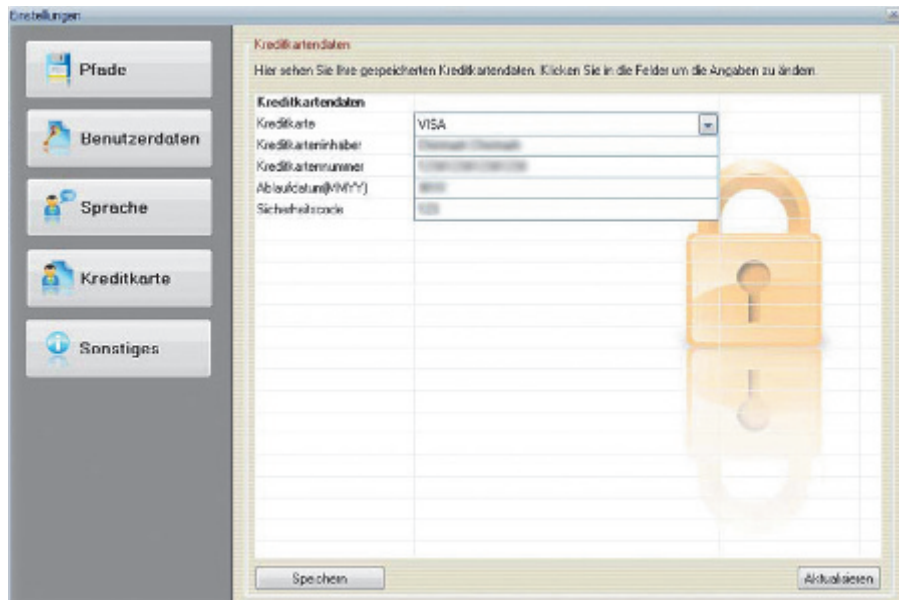 Einstellungen
Pfade
Benutzerdaten
Sprache
Kreditkarte
Sonstiges
Kreditkartendaten
Hier sehen Sie Ihre gespeicherten Kreditkartendaten. Klicken Sie in die Felder um die Angaben zu ändern.
Kreditkartendaten
Kreditkarte VISA
Kreditkarteninhaber
Kreditkartennummer
Ablaufdatum(MMYY)
Sicherheitscode
Speichern
Aktualisieren